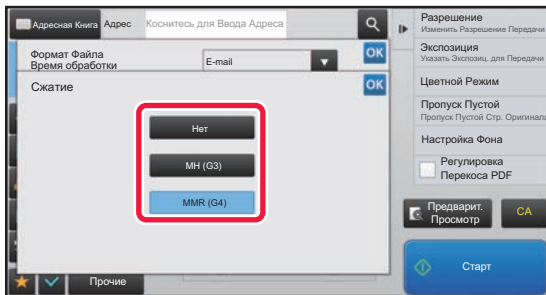 Адресная Книга Адрес Коснитесь для Ввода Адреса
Формат Файла
Время обработки
E-mail
OK
Сжатие
OK
Нет
MH (G3)
MMR (G4)
Прочие
Разрешение
Изменить Разрешение Передачи
Экспозиция
Указать Экспозиц. для Передачи
Цветной Режим
Пропуск Пустой
Пропуск Пустой Стр. Оригинал
Настройка Фона
Регулировка
Перекоса PDF
Предварит.
Просмотр
CA
Старт